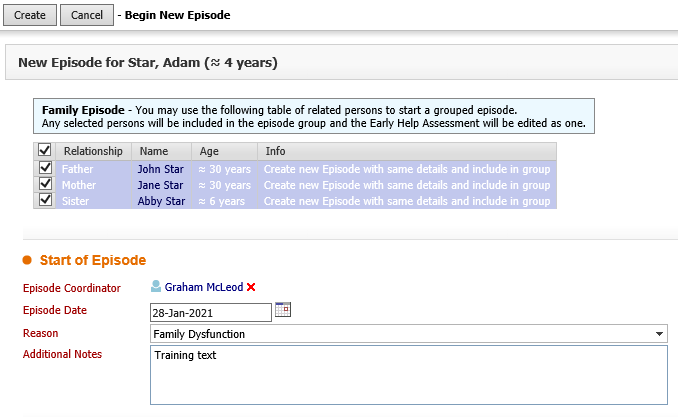 Create Cancel - Begin New Episode
New Episode for Star, Adam (≈ 4 years)
Family Episode - You may use the following table of related persons to start a grouped episode.
Any selected persons will be included in the episode group and the Early Help Assessment will be edited as one.
Relationship Name Age Info
Father John Star ≈ 30 years Create new Episode with same details and include in group
Mother Jane Star ≈ 30 years Create new Episode with same details and include in group
Sister Abby Star ≈ 6 years Create new Episode with same details and include in group
Start of Episode
Episode Coordinator Graham McLeod
Episode Date 28-Jan-2021
Reason Family Dysfunction
Additional Notes Training text